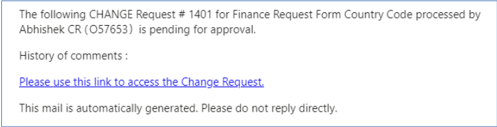 The following CHANGE Request # 1401 for Finance Request Form Country Code processed by
Abhishek CR (O57653) is pending for approval.
History of comments :
Please use this link to access the Change Request.
This mail is automatically generated. Please do not reply directly.